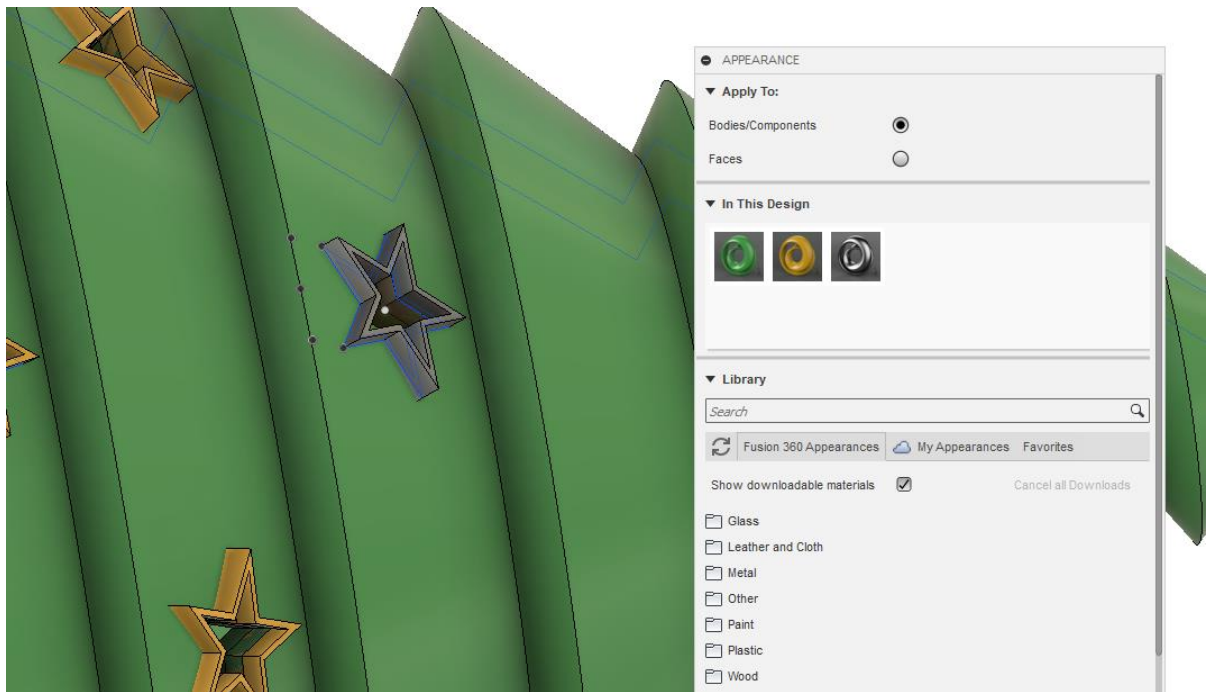 APPEARANCE
Apply To:
Bodies/Components
Faces
In This Design
Library
Search
Fusion 360 Appearances My Appearances Favorites
Show downloadable materials Cancel all Downloads
Glass
Leather and Cloth
Metal
Other
Paint
Plastic
Wood